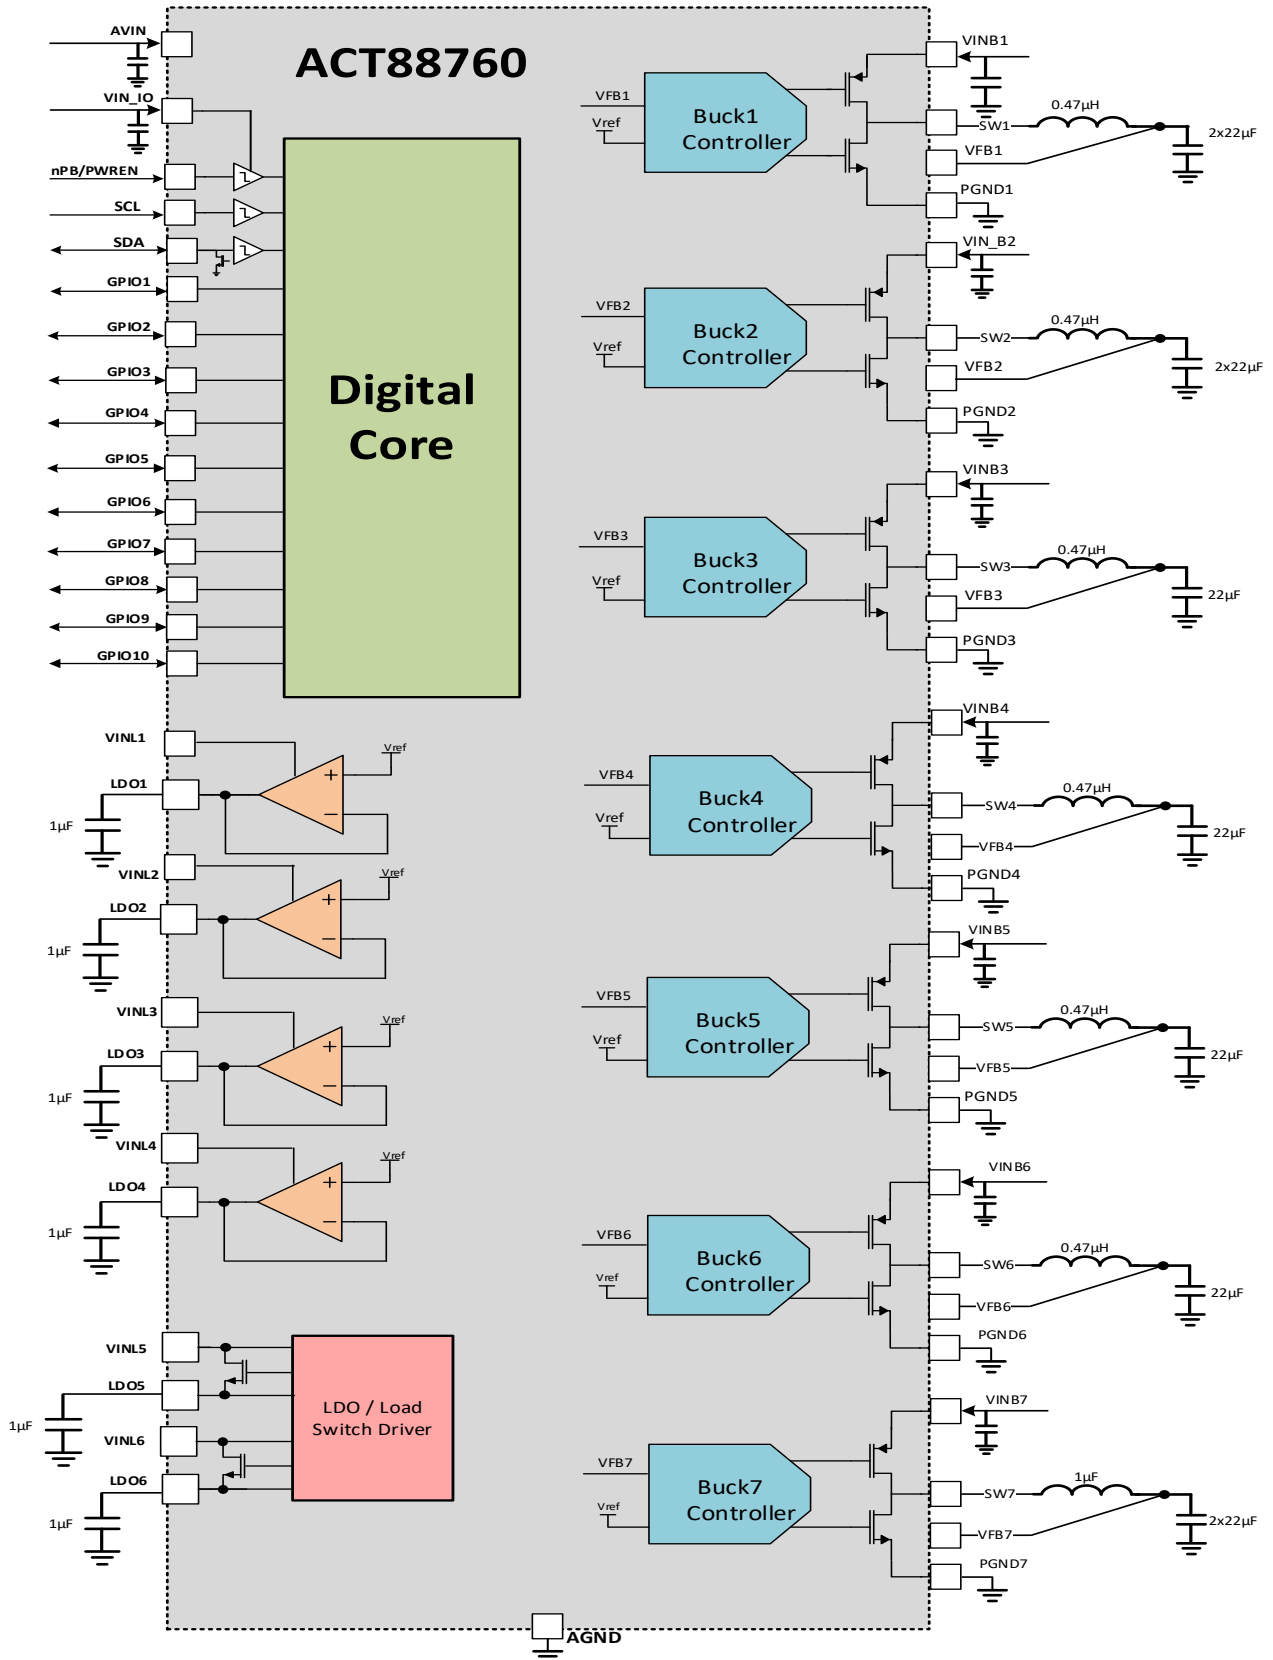 ACT88760
AVIN
VIN_IO
nPB/PWREN
SCL
SDA
GPIO1
GPIO2
GPIO3
GPIO4
GPIO5
GPIO6
GPIO7
GPIO8
GPIO9
GPIO10
Digital
Core
VINL1
LDO1
1µF
Vref
+
−
VINL2
LDO2
1µF
Vref
+
−
VINL3
LDO3
1µF
Vref
+
−
VINL4
LDO4
1µF
Vref
+
−
VINL5
LDO5
1µF
VINL6
LDO6
1µF
LDO / Load
Switch Driver
VFB1
Vref
Buck1
Controller
VINB1
SW1
0.47µH
2x22µF
VFB1
PGND1
VFB2
Vref
Buck2
Controller
VIN_B2
SW2
0.47µH
2x22µF
VFB2
PGND2
VFB3
Vref
Buck3
Controller
VINB3
SW3
0.47µH
22µF
VFB3
PGND3
VFB4
Vref
Buck4
Controller
VINB4
SW4
0.47µH
22µF
VFB4
PGND4
VFB5
Vref
Buck5
Controller
VINB5
SW5
0.47µH
22µF
VFB5
PGND5
VFB6
Vref
Buck6
Controller
VINB6
SW6
0.47µH
22µF
VFB6
PGND6
VFB7
Vref
Buck7
Controller
VINB7
SW7
1µF
2x22µF
VFB7
PGND7
AGND